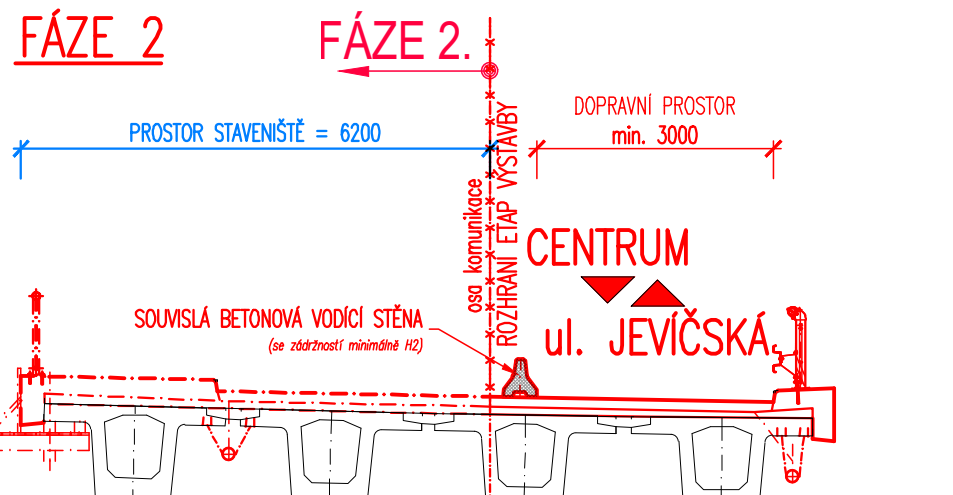 FÁZE 2
FÁZE 2.
PROSTOR STAVENIŠTĚ = 6200
DOPRAVNÍ PROSTOR
min. 3000
osa komunikace
ROZHRANÍ ETAP VÝSTAVBY
CENTRUM
ul. JEVÍČSKÁ
SOUVISLÁ BETONOVÁ VODÍCÍ STĚNA
(se zádržností minimálně H2)